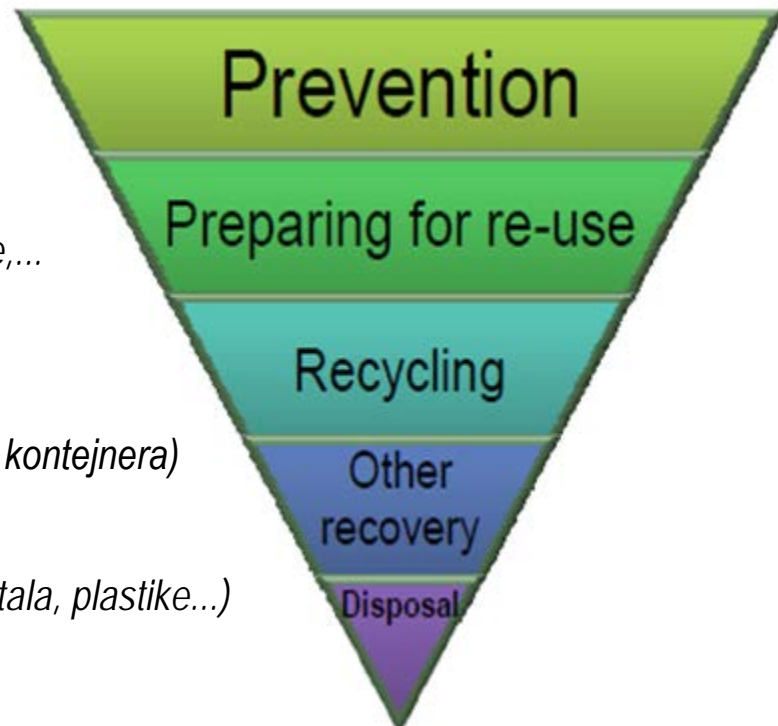 Prevention
Preparing for re-use
e,...
Recycling
kontejnera)
Other
recovery
tala, plastike...)
Disposal